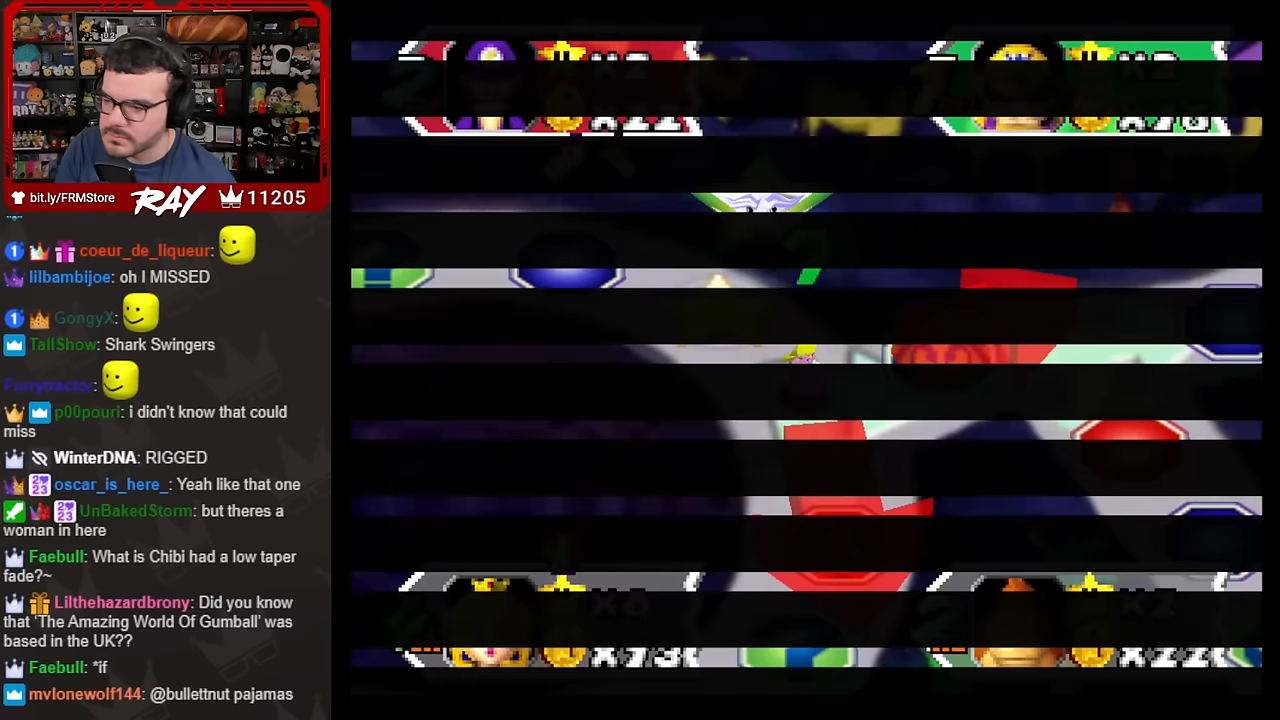 bit.ly/FRMStore RAY 11205
coeur_de_liqueur:
lilbambijoe: oh I MISSED
GongyX:
TallShow: Shark Swingers
Furrytractor:
p00pouri: i didn't know that could
miss
WinterDNA: RIGGED
oscar_is_here_: Yeah like that one
UnBakedStorm: but theres a
woman in here
Faebull: What is Chibi had a low taper
fade?~
Lilthehazardbrony: Did you know
that 'The Amazing World Of Gumball' was
based in the UK??
Faebull: *if
mvlonewolf144: @bullettnut pajamas